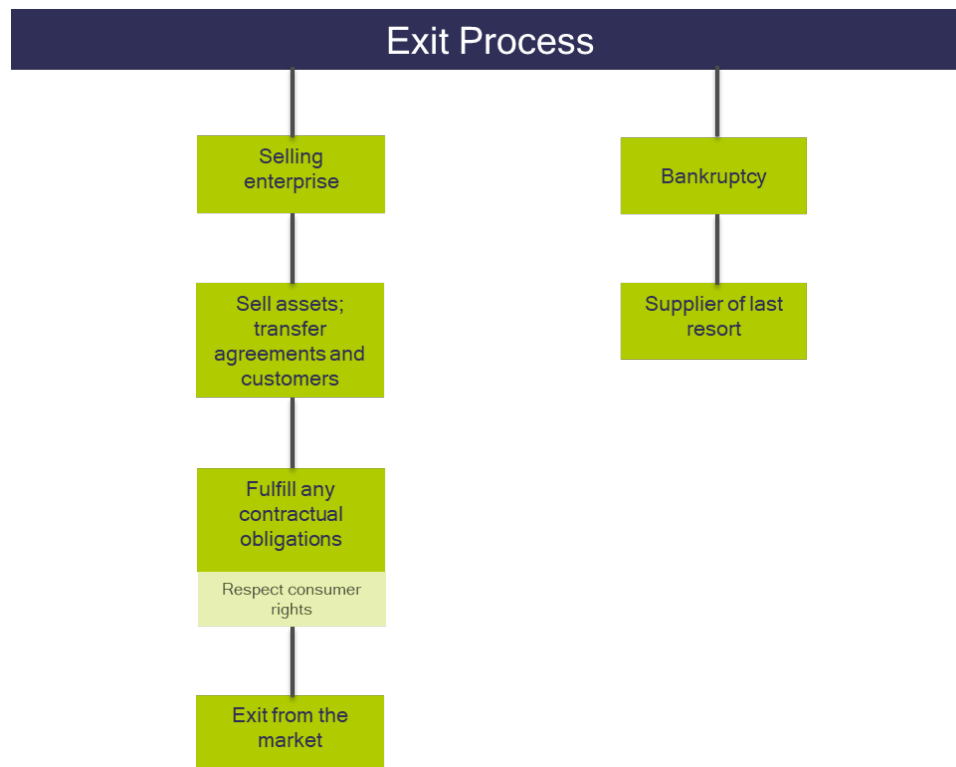 Exit Process
Selling
enterprise
Sell assets;
transfer
agreements and
customers
Fulfill any
contractual
obligations
Respect consumer
rights
Exit from the
market
Bankruptcy
Supplier of last
resort